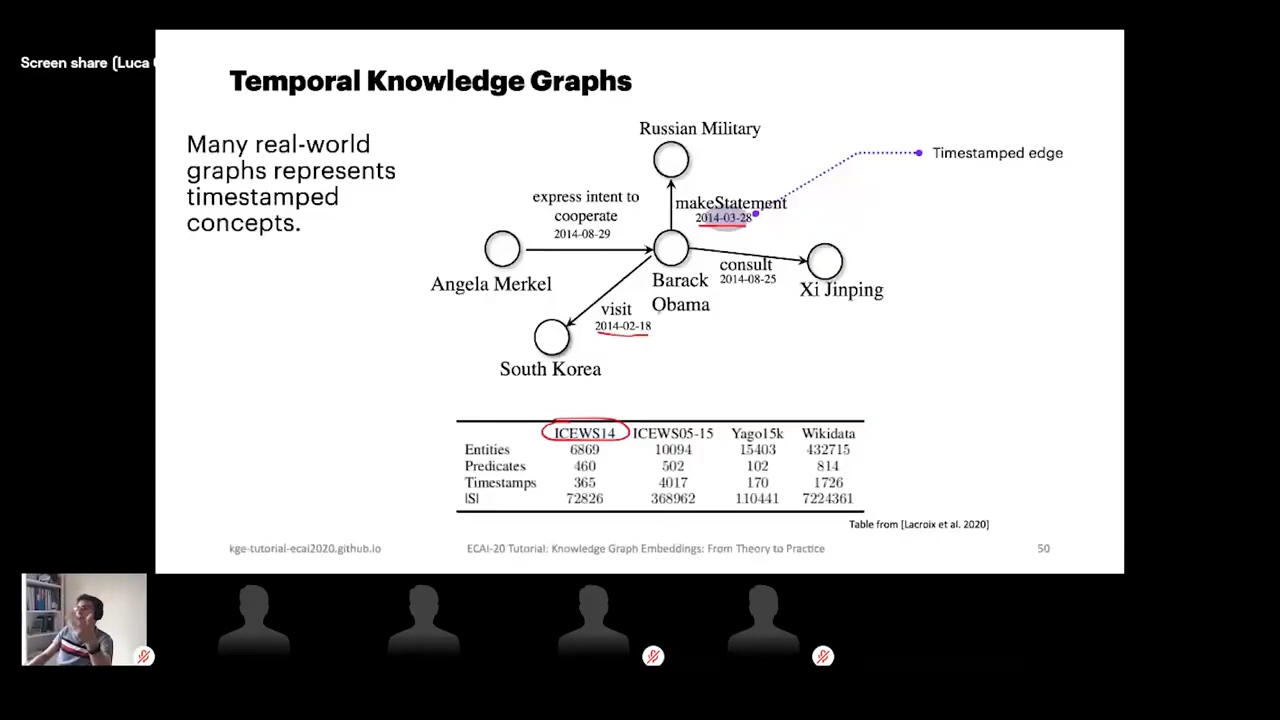 Screen share (Luca
Temporal Knowledge Graphs
Many real-world
graphs represents
timestamped
concepts.
Russian Military
Timestamped edge
express intent to
cooperate
2014-08-29
makeStatement
2014-03-28
Angela Merkel
Barack
Obama
consult
2014-08-25
Xi Jinping
visit
2014-02-18
South Korea
ICEWS14 ICEWS05-15 Yago15k Wikidata
Entities 6869 10094 15403 432715
Predicates 460 502 102 814
Timestamps 365 4017 170 1726
|S| 72826 368962 110441 7224361
Table from [Lacroix et al. 2020]
kge-tutorial-ecai2020.github.io ECAI-20 Tutorial: Knowledge Graph Embeddings: From Theory to Practice 50